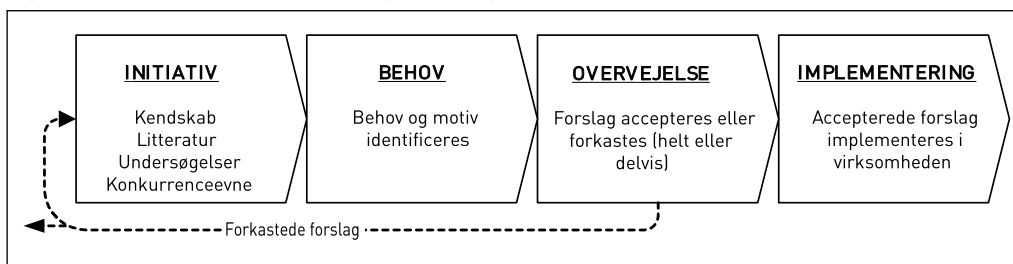 INITIATIV
Kendskab
Litteratur
Undersøgelser
Konkurrenceevne
BEHOV
Behov og motiv
identificeres
OVERVEJELSE
Forslag accepteres eller
forkastes (helt eller
delvis)
IMPLEMENTERING
Accepterede forslag
implementeres i
virksomheden
Forkastede forslag